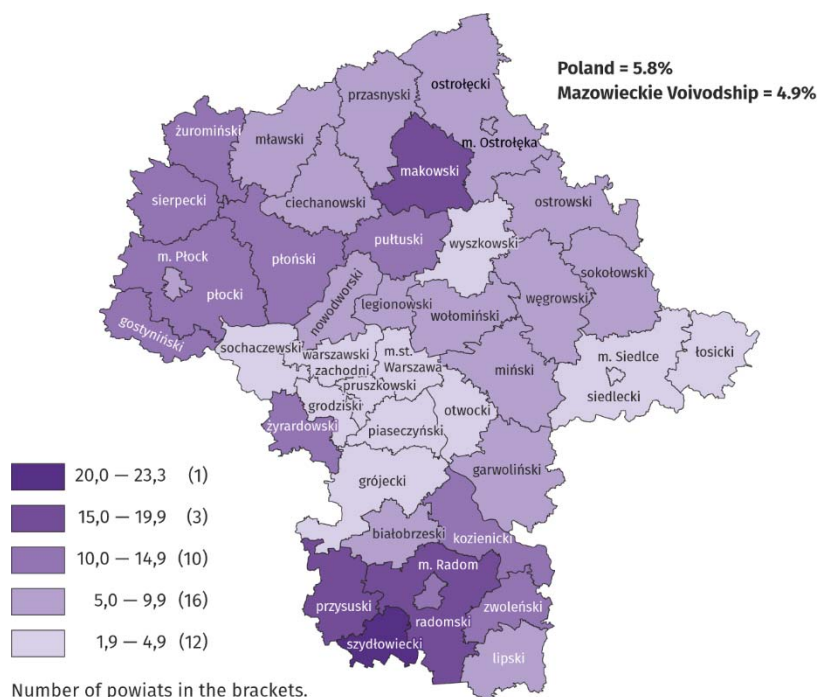 Poland = 5.8%
Mazowieckie Voivodship = 4.9%
ostrołęcki
przasnyski
żuromiński
mławski
m. Ostrołęka
makowski
sierpecki
ciechanowski
ostrowski
pułtuski
wyszkowski
m. Płock
płoński
sokołowski
płocki
nowodworski
legionowski
wołomiński
węgrowski
gostyniński
sochaczewski
warszawski
zachodni
m.st.
Warszawa
m. Siedlce
łosicki
pruszkowski
miński
siedlecki
grodziski
otwocki
żyrardowski
piaseczyński
garwoliński
grójecki
białobrzeski
kozienicki
m. Radom
przysuski
zwoleński
radomski
szydłowiecki
lipski
20,0 — 23,3 (1)
15,0 — 19,9 (3)
10,0 — 14,9 (10)
5,0 — 9,9 (16)
1,9 — 4,9 (12)
Number of powiats in the brackets.